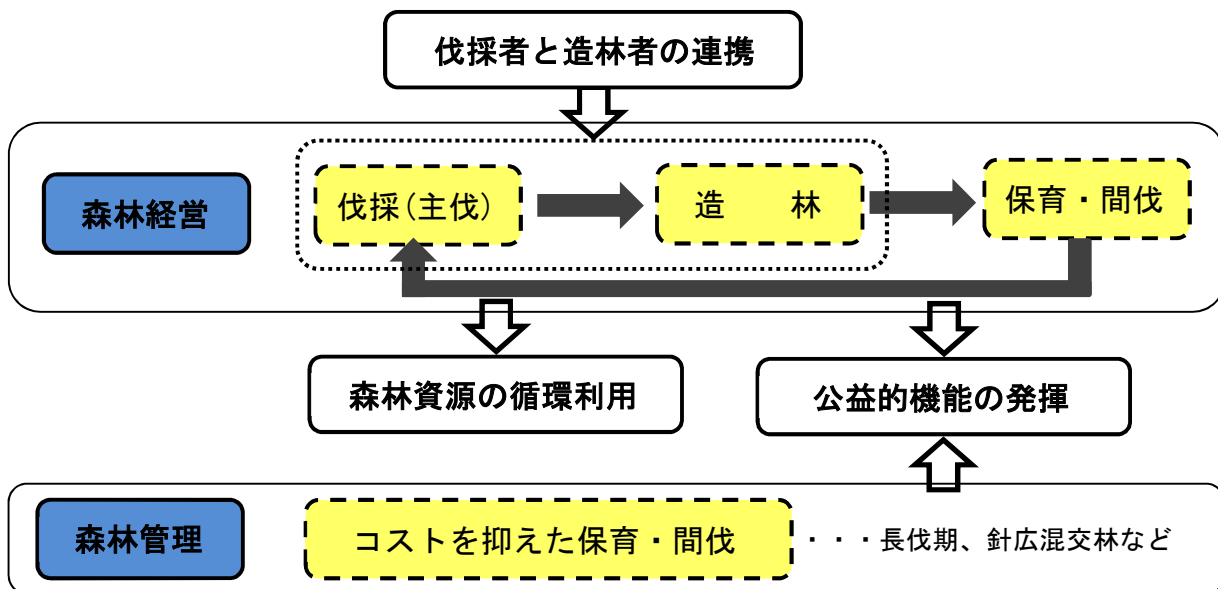 伐採者と造林者の連携
森林経営
伐採(主伐)
造　　林
保育・間伐
森林資源の循環利用
公益的機能の発揮
森林管理
コストを抑えた保育・間伐
・・・長伐期、針広混交林など